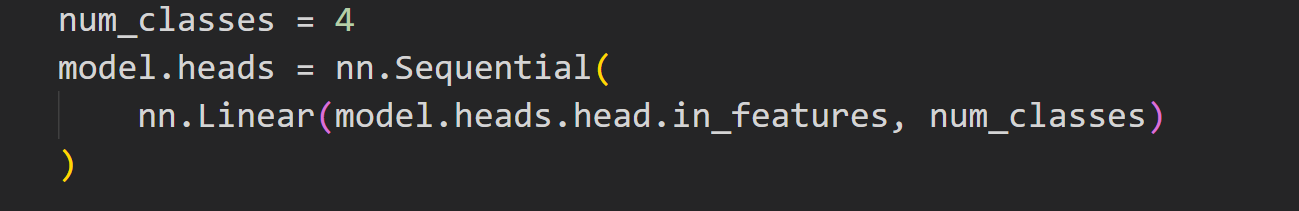 num_classes = 4
model.heads = nn.Sequential(
    nn.Linear(model.heads.head.in_features, num_classes)
)